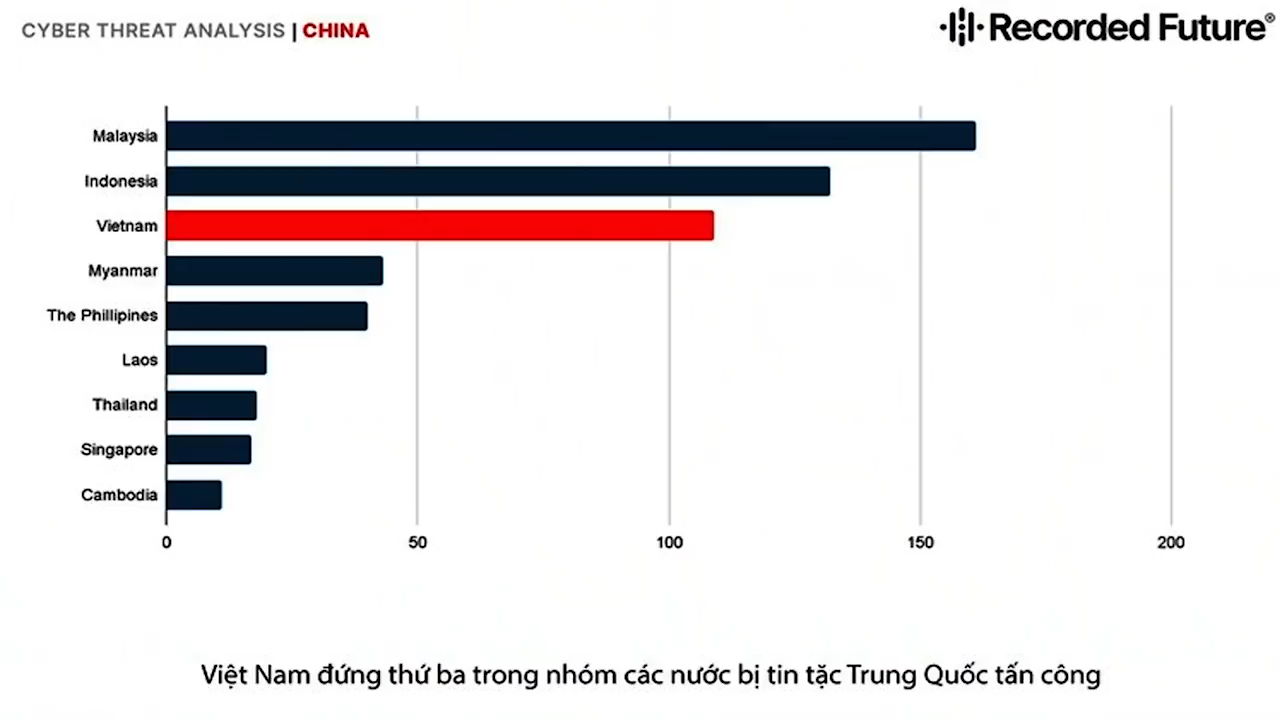 CYBER THREAT ANALYSIS | CHINA
Recorded Future®
Malaysia
Indonesia
Vietnam
Myanmar
The Phillipines
Laos
Thailand
Singapore
Cambodia
0 50 100 150 200
Việt Nam đứng thứ ba trong nhóm các nước bị tin tặc Trung Quốc tấn công